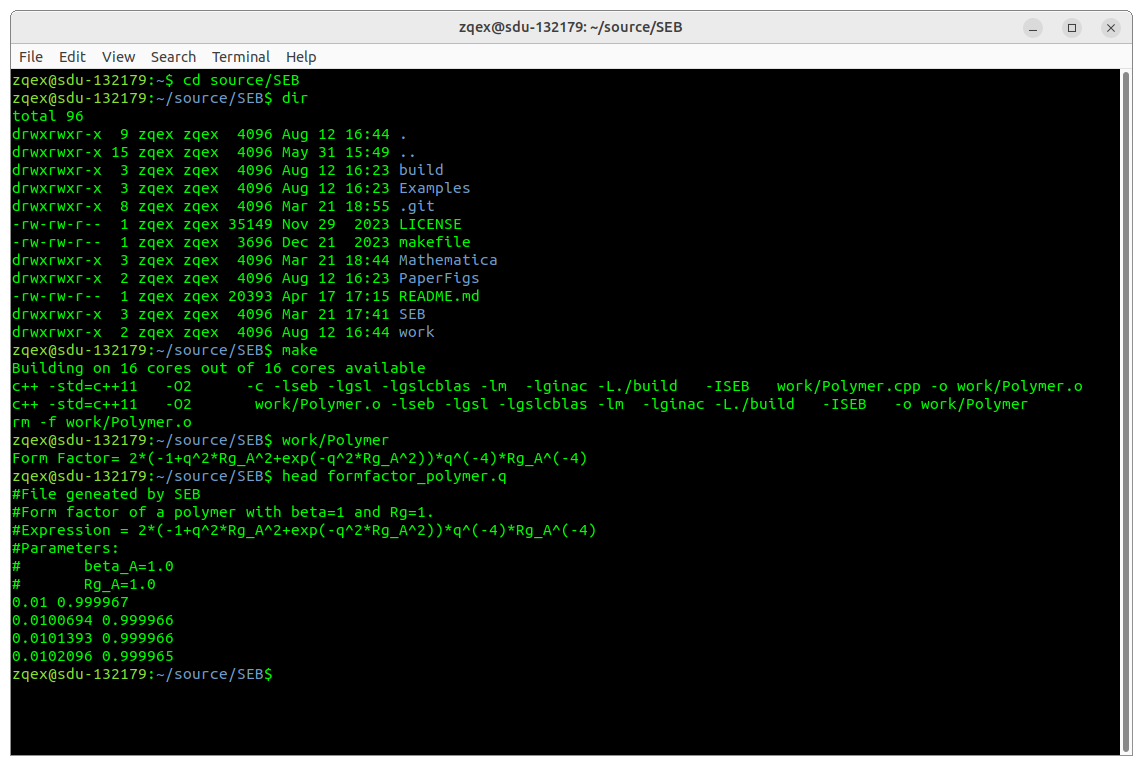 zqex@sdu-132179: ~/source/SEB
File Edit View Search Terminal Help
zqex@sdu-132179:~$ cd source/SEB
zqex@sdu-132179:~/source/SEB$ dir
total 96
drwxrwxr-x  9 zqex zqex  4096 Aug 12 16:44 .
drwxrwxr-x 15 zqex zqex  4096 May 31 15:49 ..
drwxrwxr-x  3 zqex zqex  4096 Aug 12 16:23 build
drwxrwxr-x  3 zqex zqex  4096 Aug 12 16:23 Examples
drwxrwxr-x  8 zqex zqex  4096 Mar 21 18:55 .git
-rw-rw-r--  1 zqex zqex 35149 Nov 29  2023 LICENSE
-rw-rw-r--  1 zqex zqex  3696 Dec 21  2023 makefile
drwxrwxr-x  3 zqex zqex  4096 Mar 21 18:44 Mathematica
drwxrwxr-x  2 zqex zqex  4096 Aug 12 16:23 PaperFigs
-rw-rw-r--  1 zqex zqex 20393 Apr 17 17:15 README.md
drwxrwxr-x  3 zqex zqex  4096 Mar 21 17:41 SEB
drwxrwxr-x  2 zqex zqex  4096 Aug 12 16:44 work
zqex@sdu-132179:~/source/SEB$ make
Building on 16 cores out of 16 cores available
c++ -std=c++11   -O2      -c -lseb -lgsl -lgslcblas -lm  -lginac -L./build   -ISEB   work/Polymer.cpp -o work/Polymer.o
c++ -std=c++11   -O2       work/Polymer.o -lseb -lgsl -lgslcblas -lm  -lginac -L./build   -ISEB   -o work/Polymer
rm -f work/Polymer.o
zqex@sdu-132179:~/source/SEB$ work/Polymer
Form Factor= 2*(-1+q^2*Rg_A^2+exp(-q^2*Rg_A^2))*q^(-4)*Rg_A^(-4)
zqex@sdu-132179:~/source/SEB$ head formfactor_polymer.q
#File geneated by SEB
#Form factor of a polymer with beta=1 and Rg=1.
#Expression = 2*(-1+q^2*Rg_A^2+exp(-q^2*Rg_A^2))*q^(-4)*Rg_A^(-4)
#Parameters:
#       beta_A=1.0
#       Rg_A=1.0
0.01 0.999967
0.0100694 0.999966
0.0101393 0.999966
0.0102096 0.999965
zqex@sdu-132179:~/source/SEB$